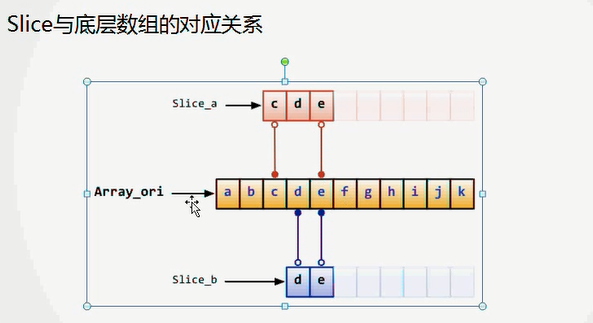 Slice与底层数组的对应关系
Slice_a c d e
Array_ori a b c d e f g h i j k
Slice_b d e